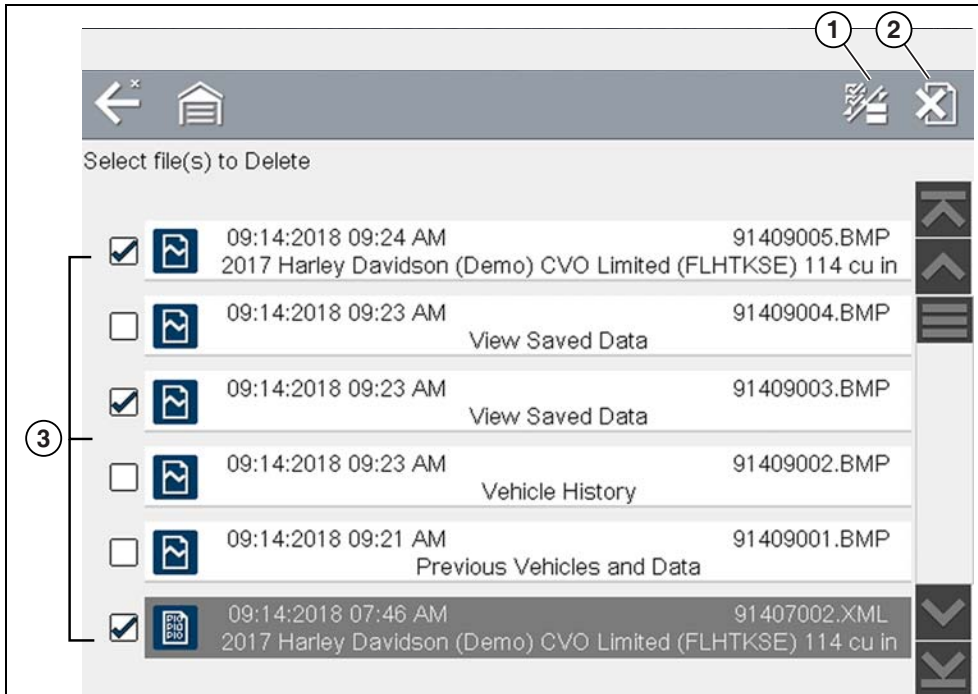 1 2
Select file(s) to Delete
09:14:2018 09:24 AM 91409005.BMP
2017 Harley Davidson (Demo) CVO Limited (FLHTKSE) 114 cu in
09:14:2018 09:23 AM 91409004.BMP
View Saved Data
09:14:2018 09:23 AM 91409003.BMP
View Saved Data
3
09:14:2018 09:23 AM 91409002.BMP
Vehicle History
09:14:2018 09:21 AM 91409001.BMP
Previous Vehicles and Data
09:14:2018 07:46 AM 91407002.XML
2017 Harley Davidson (Demo) CVO Limited (FLHTKSE) 114 cu in